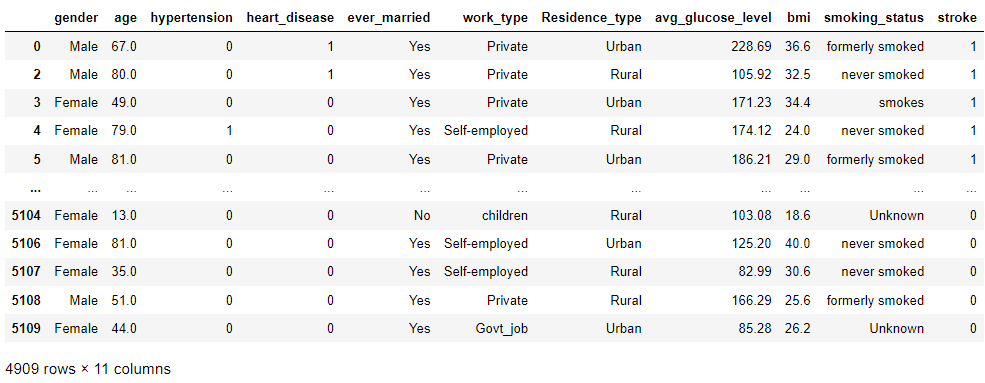 gender age hypertension heart_disease ever_married work_type Residence_type avg_glucose_level bmi smoking_status stroke
0 Male 67.0 0 1 Yes Private Urban 228.69 36.6 formerly smoked 1
2 Male 80.0 0 1 Yes Private Rural 105.92 32.5 never smoked 1
3 Female 49.0 0 0 Yes Private Urban 171.23 34.4 smokes 1
4 Female 79.0 1 0 Yes Self-employed Rural 174.12 24.0 never smoked 1
5 Male 81.0 0 0 Yes Private Urban 186.21 29.0 formerly smoked 1
... ... ... ... ... ... ... ... ... ... ... ...
5104 Female 13.0 0 0 No children Rural 103.08 18.6 Unknown 0
5106 Female 81.0 0 0 Yes Self-employed Urban 125.20 40.0 never smoked 0
5107 Female 35.0 0 0 Yes Self-employed Rural 82.99 30.6 never smoked 0
5108 Male 51.0 0 0 Yes Private Rural 166.29 25.6 formerly smoked 0
5109 Female 44.0 0 0 Yes Govt_job Urban 85.28 26.2 Unknown 0
4909 rows × 11 columns